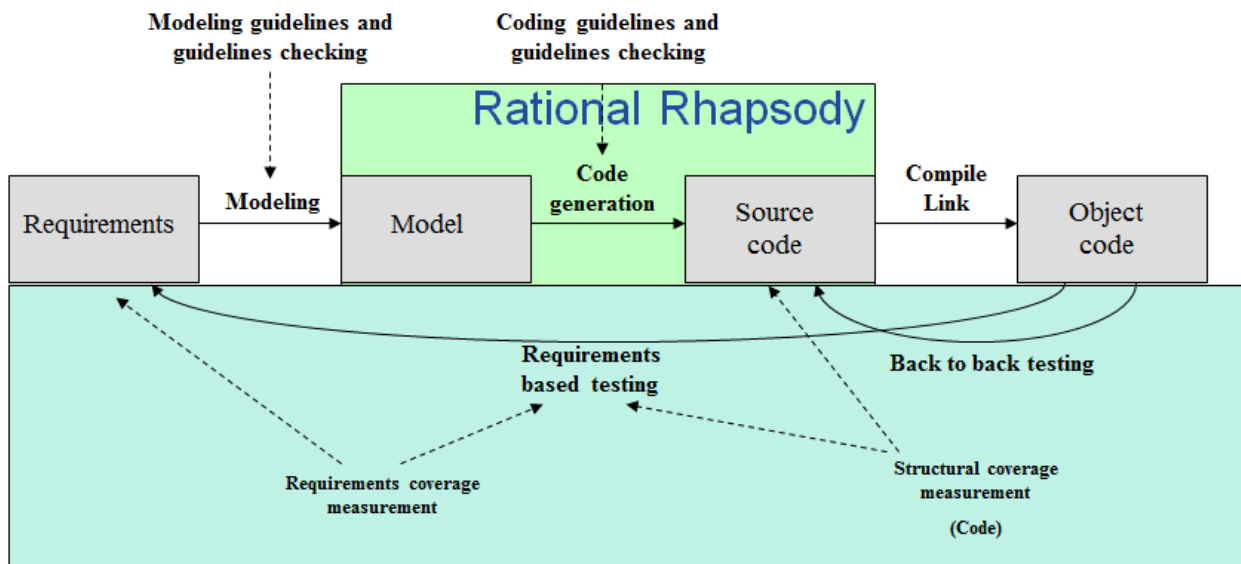 Modeling guidelines and
guidelines checking
Coding guidelines and
guidelines checking
Rational Rhapsody
Requirements
Modeling
Model
Code
generation
Source
code
Compile
Link
Object
code
Requirements
based testing
Back to back testing
Requirements coverage
measurement
Structural coverage
measurement
(Code)